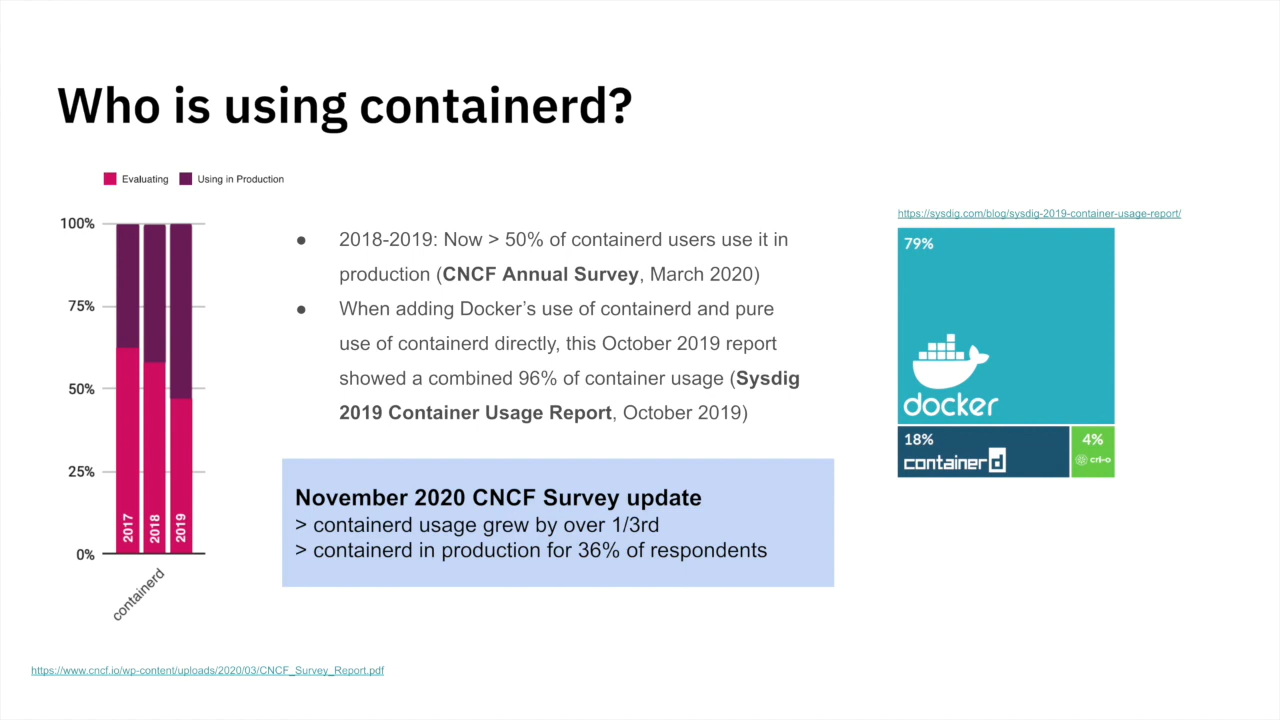 Who is using containerd?
Evaluating
Using in Production
100%
75%
50%
25%
0%
2017
2018
2019
containerd
● 2018-2019: Now > 50% of containerd users use it in
production (CNCF Annual Survey, March 2020)
● When adding Docker’s use of containerd and pure
use of containerd directly, this October 2019 report
showed a combined 96% of container usage (Sysdig
2019 Container Usage Report, October 2019)
November 2020 CNCF Survey update
> containerd usage grew by over 1/3rd
> containerd in production for 36% of respondents
https://sysdig.com/blog/sysdig-2019-container-usage-report/
79%
docker
18%
containerd
4%
cri-o
https://www.cncf.io/wp-content/uploads/2020/03/CNCF_Survey_Report.pdf